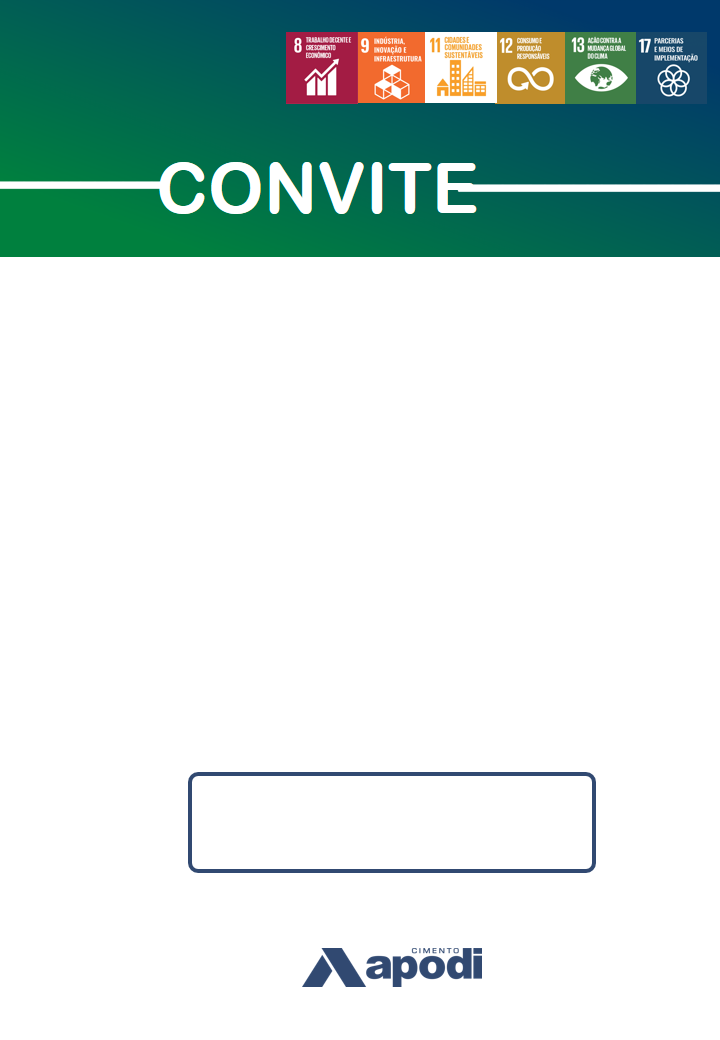 8 TRABALHO DECENTE E
CRESCIMENTO
ECONÔMICO
9 INDÚSTRIA,
INOVAÇÃO E
INFRAESTRUTURA
11 CIDADES E
COMUNIDADES
SUSTENTÁVEIS
12 CONSUMO E
PRODUÇÃO
RESPONSÁVEIS
13 AÇÃO CONTRA A
MUDANÇA GLOBAL
DO CLIMA
17 PARCERIAS
E MEIOS DE
IMPLEMENTAÇÃO
CONVITE
CIMENTO
apodi